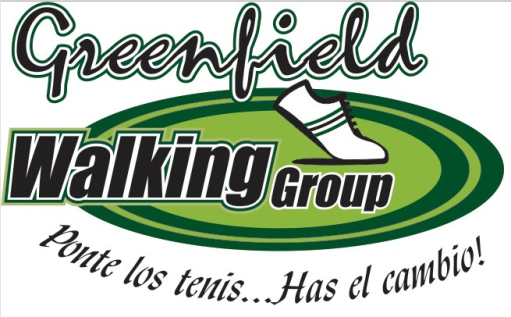 Greenfield
Walking Group
Ponte los tenis...Has el cambio!